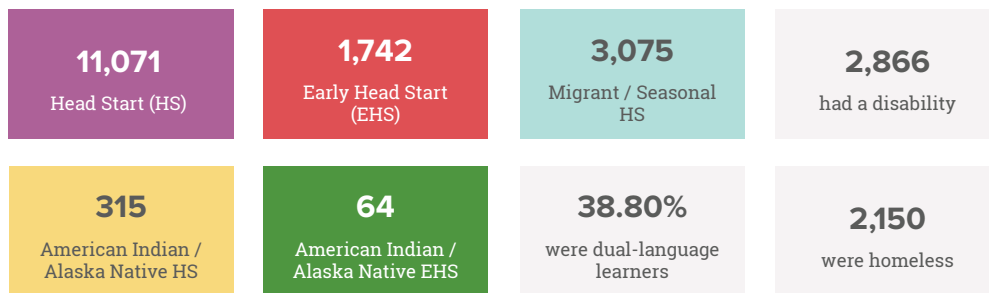 11,071
Head Start (HS)
1,742
Early Head Start
(EHS)
3,075
Migrant / Seasonal
HS
2,866
had a disability
315
American Indian /
Alaska Native HS
64
American Indian /
Alaska Native EHS
38.80%
were dual-language
learners
2,150
were homeless